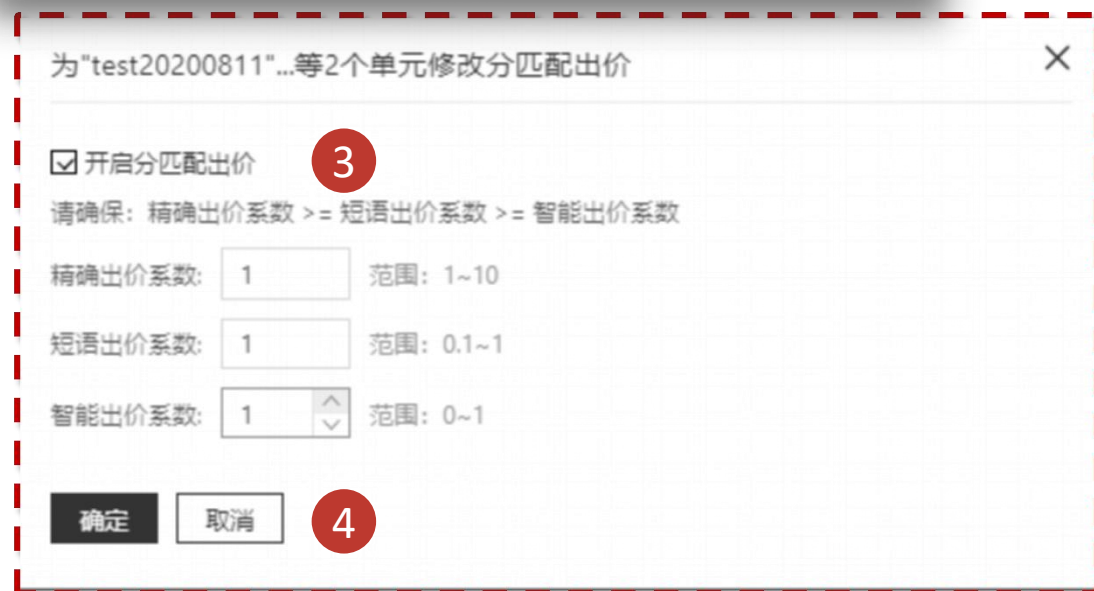 为"test20200811"...等2个单元修改分匹配出价
开启分匹配出价 3
请确保：精确出价系数 >= 短语出价系数 >= 智能出价系数
精确出价系数: 1 范围：1~10
短语出价系数: 1 范围：0.1~1
智能出价系数: 1 范围：0~1
确定 取消 4